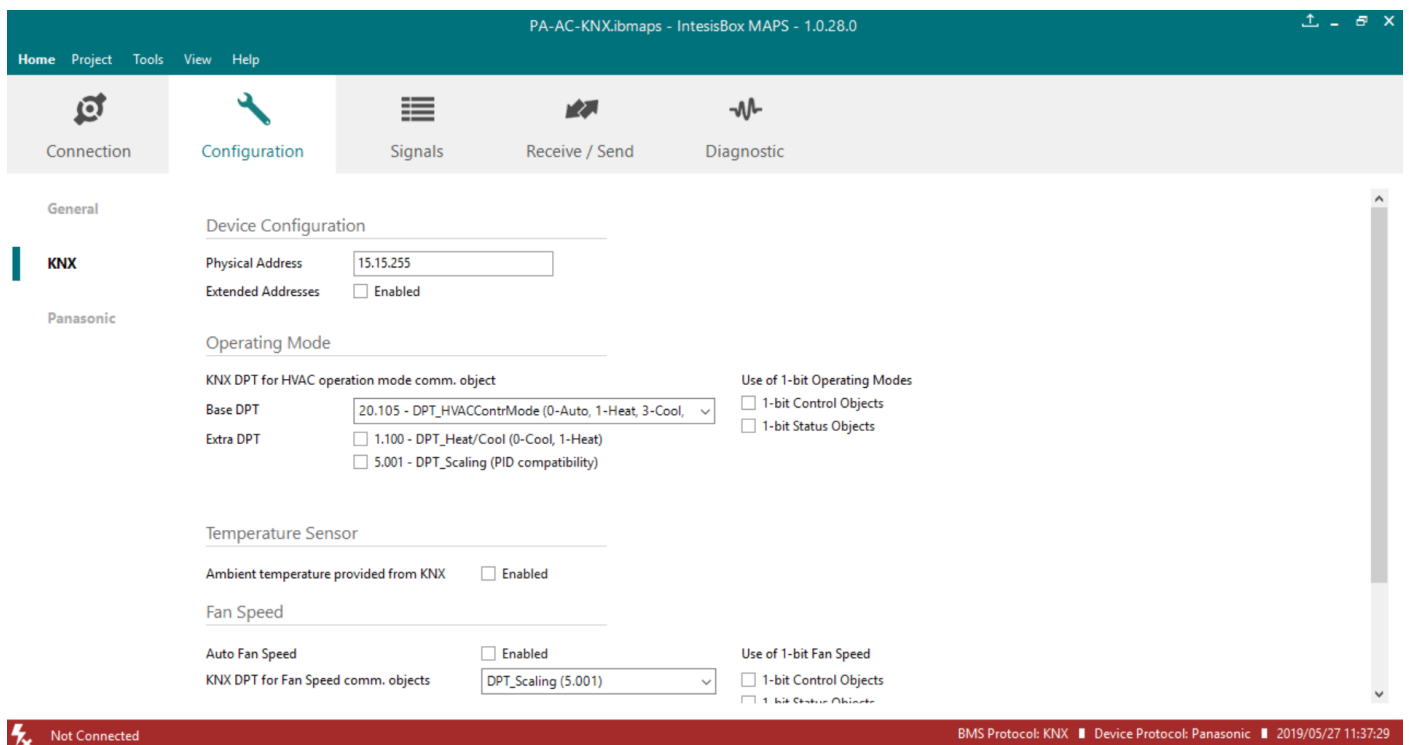 PA-AC-KNX.ibmaps - IntesisBox MAPS - 1.0.28.0
Home Project Tools View Help
Connection Configuration Signals Receive / Send Diagnostic
General
KNX
Panasonic
Device Configuration
Physical Address 15.15.255
Extended Addresses Enabled
Operating Mode
KNX DPT for HVAC operation mode comm. object Use of 1-bit Operating Modes
Base DPT 20.105 - DPT_HVACContrMode (0-Auto, 1-Heat, 3-Cool, 1-bit Control Objects
1-bit Status Objects
Extra DPT 1.100 - DPT_Heat/Cool (0-Cool, 1-Heat)
5.001 - DPT_Scaling (PID compatibility)
Temperature Sensor
Ambient temperature provided from KNX Enabled
Fan Speed
Auto Fan Speed Enabled Use of 1-bit Fan Speed
KNX DPT for Fan Speed comm. objects DPT_Scaling (5.001) 1-bit Control Objects
1-bit Status Objects
Not Connected BMS Protocol: KNX Device Protocol: Panasonic 2019/05/27 11:37:29